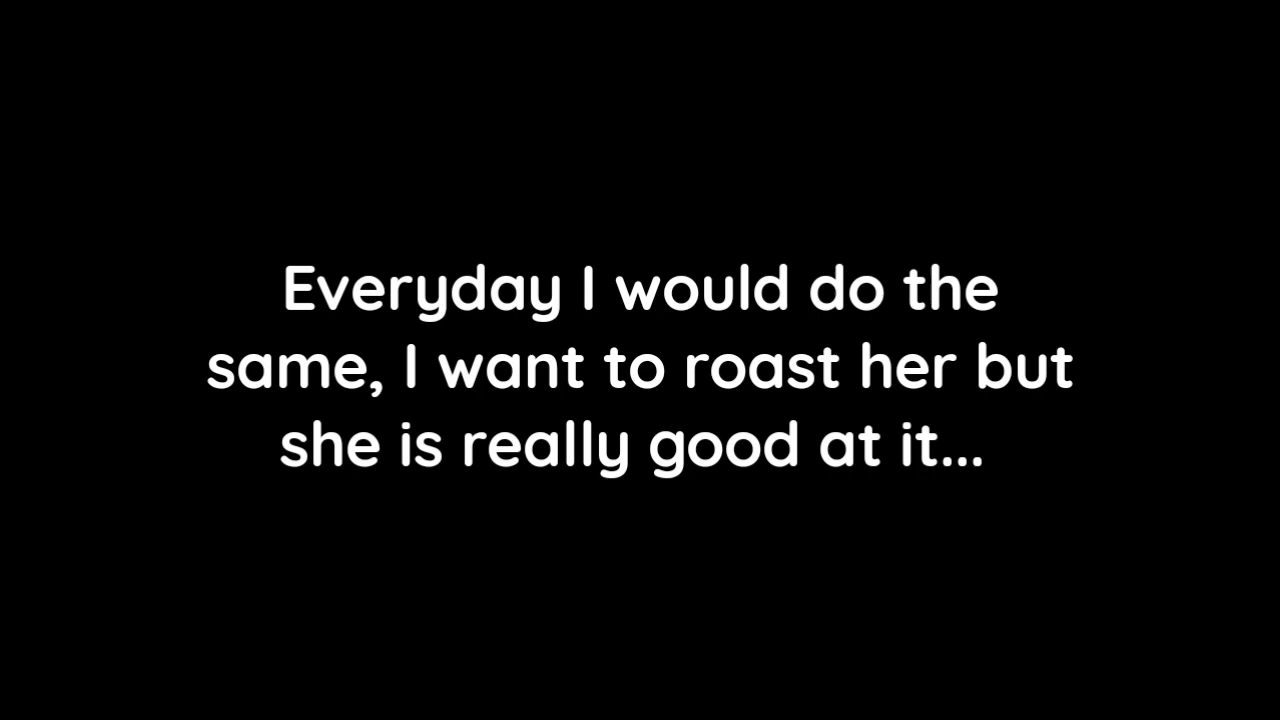 Everyday I would do the
same, I want to roast her but
she is really good at it...